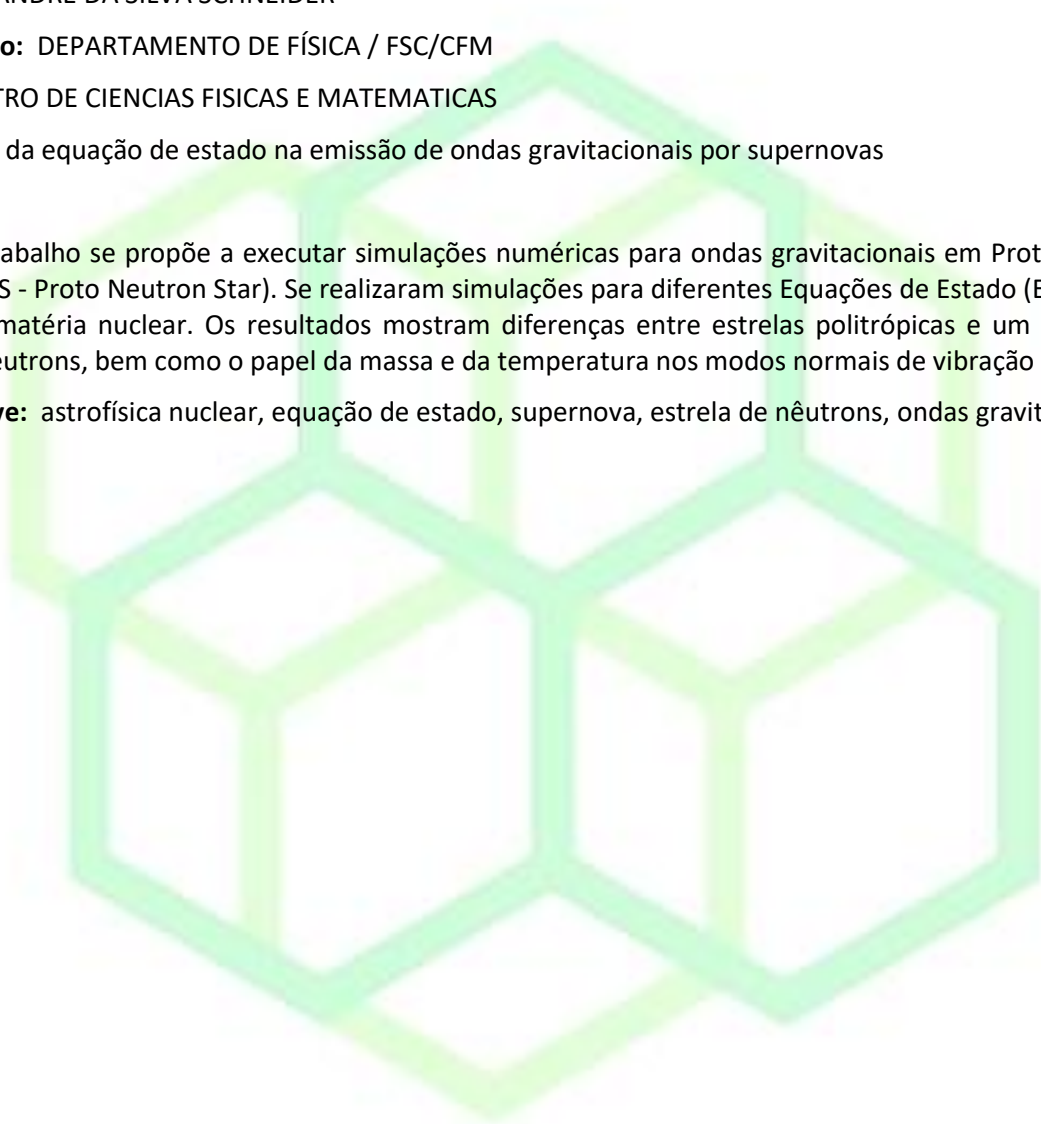 ANDRE DA SILVA SCHNEIDER
o: DEPARTAMENTO DE FÍSICA / FSC/CFM
TRO DE CIENCIAS FISICAS E MATEMATICAS
da equação de estado na emissão de ondas gravitacionais por supernovas
abalho se propõe a executar simulações numéricas para ondas gravitacionais em Prot
S - Proto Neutron Star). Se realizaram simulações para diferentes Equações de Estado (E
matéria nuclear. Os resultados mostram diferenças entre estrelas politrópicas e um
eutrons, bem como o papel da massa e da temperatura nos modos normais de vibração
ve: astrofísica nuclear, equação de estado, supernova, estrela de nêutrons, ondas gravit